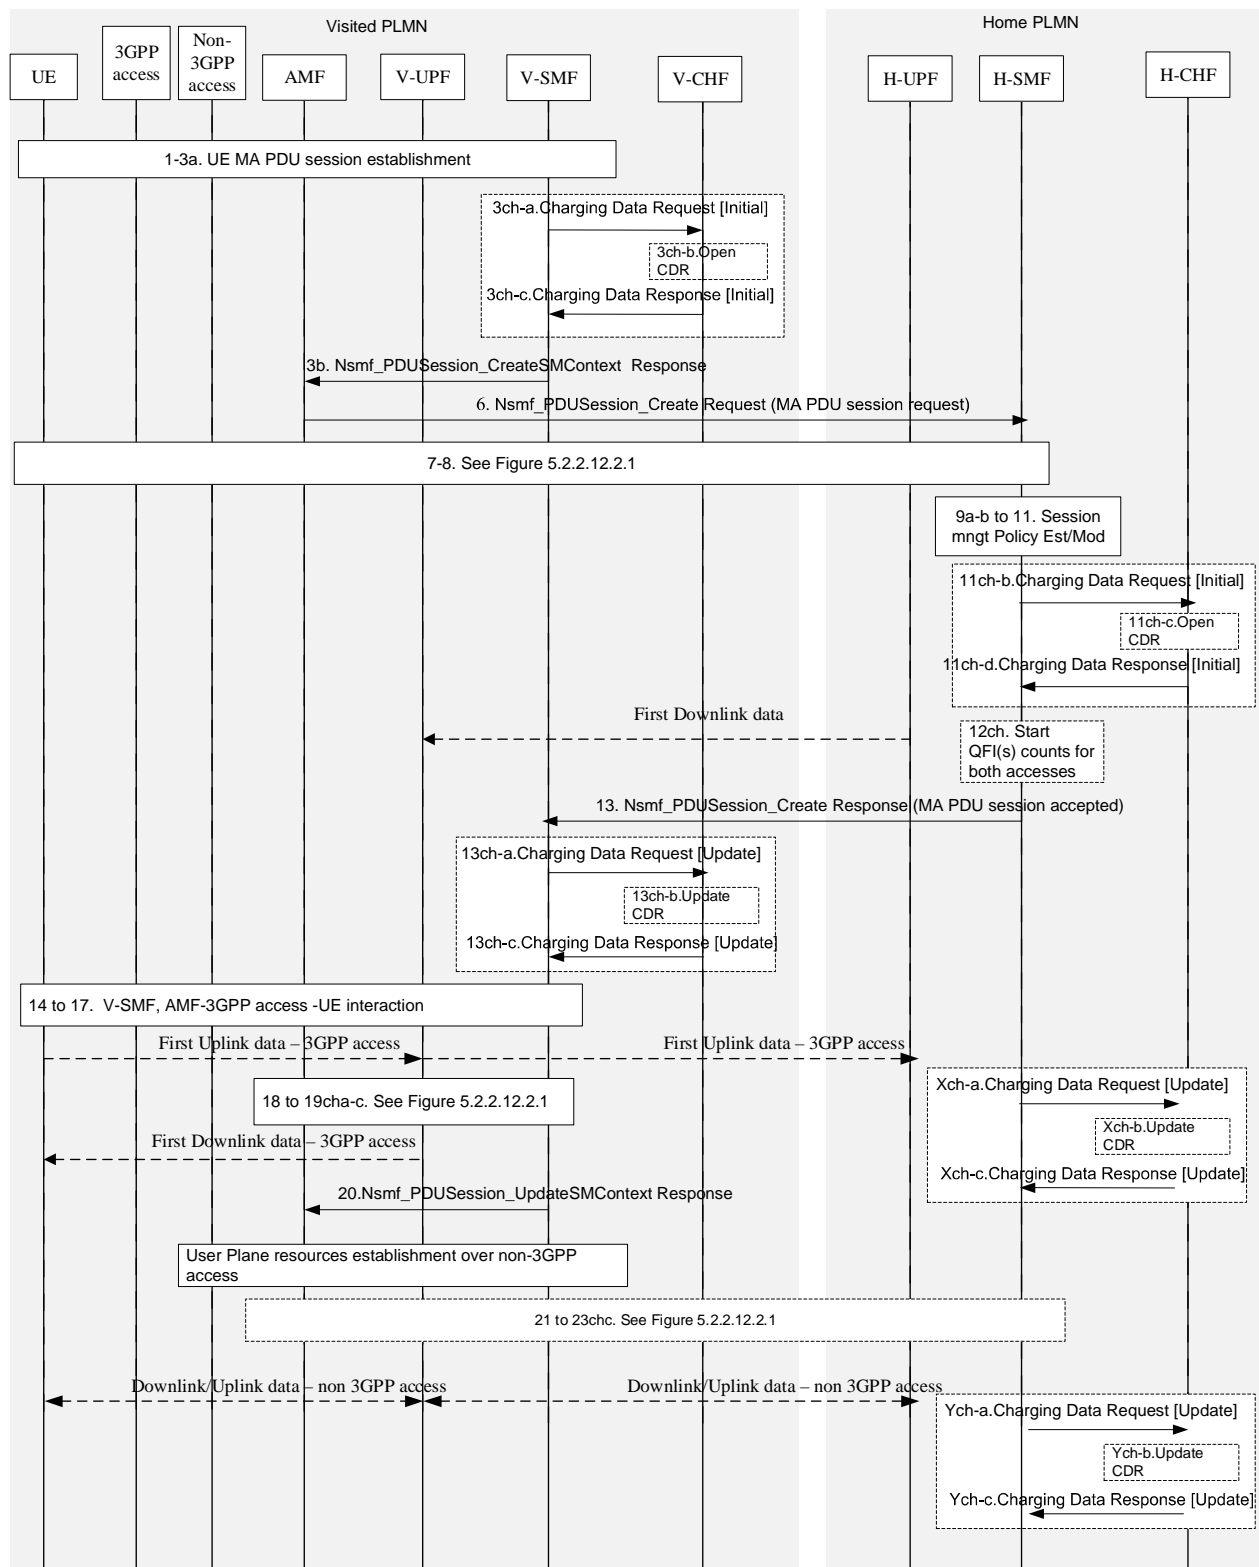 Visited PLMN
Home PLMN
UE
3GPP
access
Non-
3GPP
access
AMF
V-UPF
V-SMF
V-CHF
H-UPF
H-SMF
H-CHF
1-3a. UE MA PDU session establishment
3ch-a.Charging Data Request [Initial]
3ch-b.Open
CDR
3ch-c.Charging Data Response [Initial]
3b. Nsmf_PDUSession_CreateSMContext  Response
6. Nsmf_PDUSession_Create Request (MA PDU session request)
7-8. See Figure 5.2.2.12.2.1
9a-b to 11. Session
mngt Policy Est/Mod
11ch-b.Charging Data Request [Initial]
11ch-c.Open
CDR
11ch-d.Charging Data Response [Initial]
First Downlink data
12ch. Start
QFI(s) counts for
both accesses
13. Nsmf_PDUSession_Create Response (MA PDU session accepted)
13ch-a.Charging Data Request [Update]
13ch-b.Update
CDR
13ch-c.Charging Data Response [Update]
14 to 17.  V-SMF, AMF-3GPP access -UE interaction
First Uplink data – 3GPP access
First Uplink data – 3GPP access
Xch-a.Charging Data Request [Update]
18 to 19cha-c. See Figure 5.2.2.12.2.1
Xch-b.Update
CDR
First Downlink data – 3GPP access
Xch-c.Charging Data Response [Update]
20.Nsmf_PDUSession_UpdateSMContext Response
User Plane resources establishment over non-3GPP
access
21 to 23chc. See Figure 5.2.2.12.2.1
Downlink/Uplink data – non 3GPP access
Downlink/Uplink data – non 3GPP access
Ych-a.Charging Data Request [Update]
Ych-b.Update
CDR
Ych-c.Charging Data Response [Update]